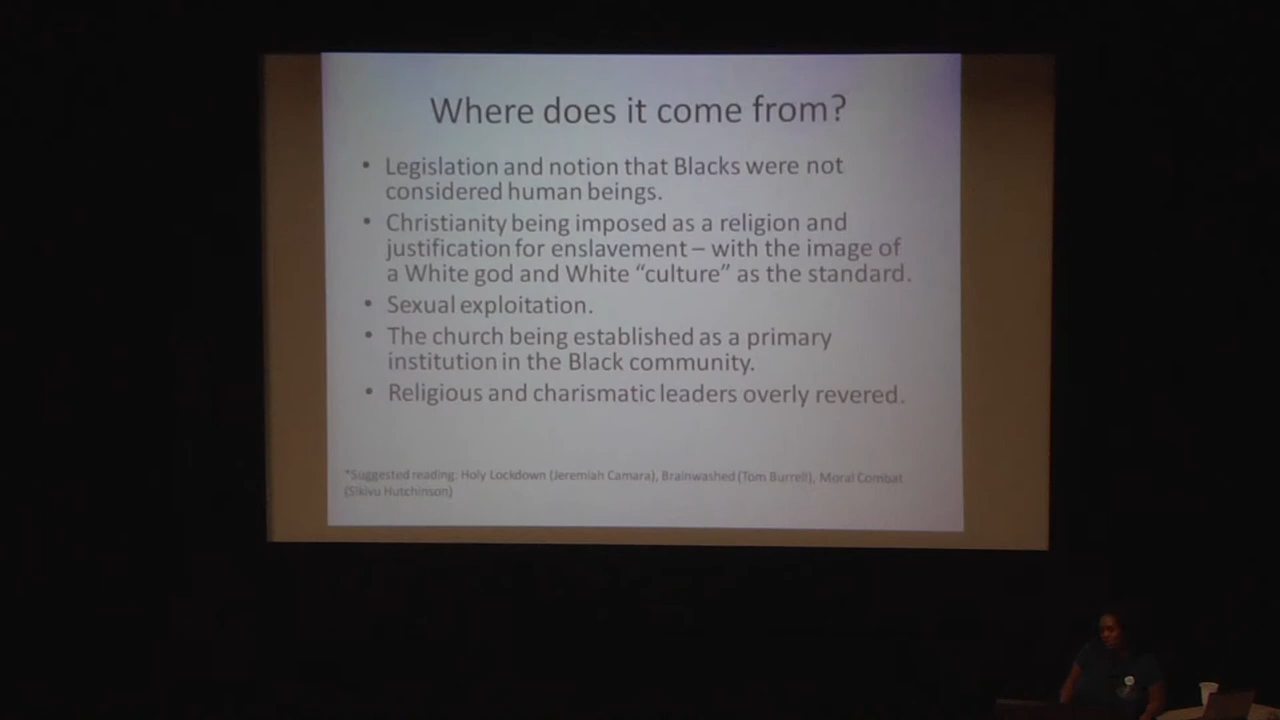 Where does it come from?
• Legislation and notion that Blacks were not
considered human beings.
• Christianity being imposed as a religion and
justification for enslavement – with the image of
a White god and White “culture” as the standard.
• Sexual exploitation.
• The church being established as a primary
institution in the Black community.
• Religious and charismatic leaders overly revered.
*Suggested reading: Holy Lockdown (Jeremiah Camara), Brainwashed (Tom Burrell), Moral Combat
(Sikivu Hutchinson)